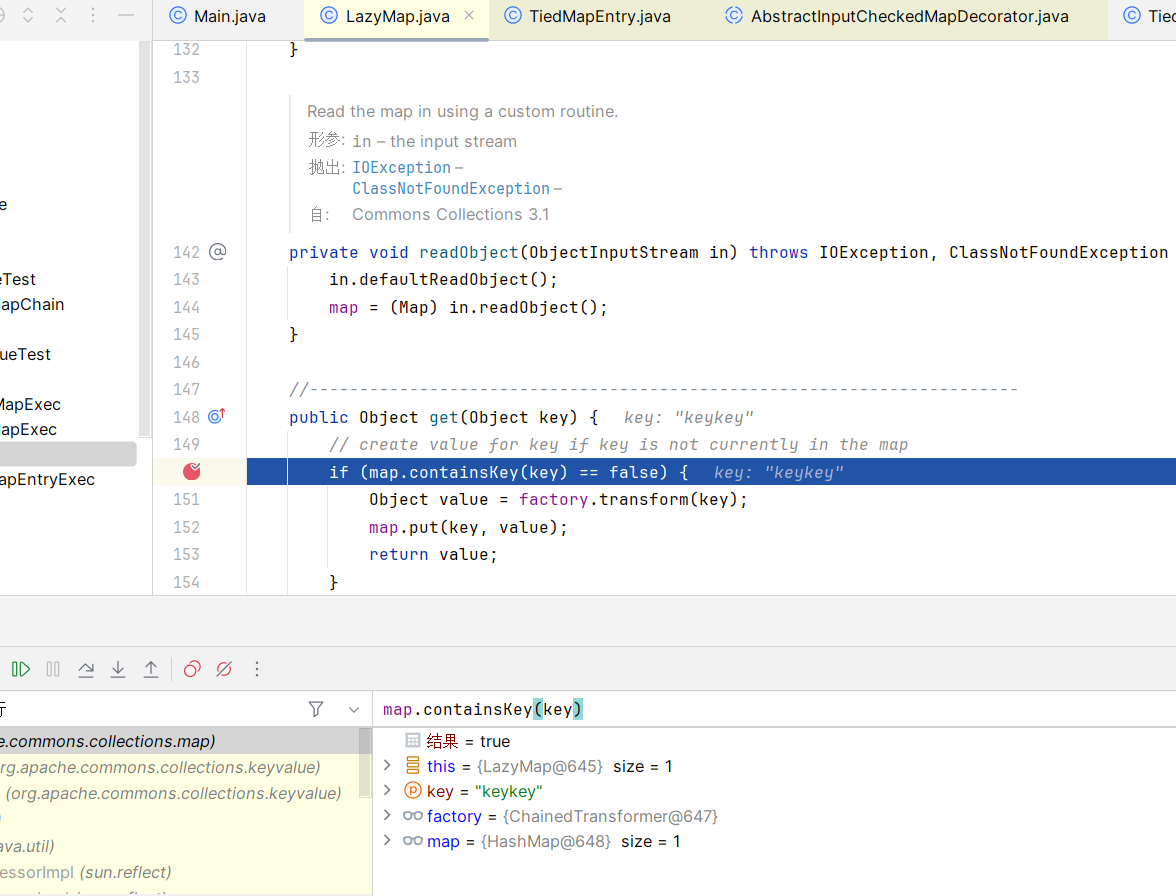 Main.java
LazyMap.java
TiedMapEntry.java
AbstractInputCheckedMapDecorator.java
Tied
132 }
133
Read the map in using a custom routine.
形参: in – the input stream
抛出: IOException –
ClassNotFoundException –
自: Commons Collections 3.1
142 @ private void readObject(ObjectInputStream in) throws IOException, ClassNotFoundException
143 in.defaultReadObject();
144 map = (Map) in.readObject();
145 }
146
147 //-----------------------------------------------------------------------
148 public Object get(Object key) { key: "keykey"
149 // create value for key if key is not currently in the map
if (map.containsKey(key) == false) { key: "keykey"
151 Object value = factory.transform(key);
152 map.put(key, value);
153 return value;
154 }
e
eTest
MapChain
ueTest
MapExec
apExec
apEntryExec
行
e.commons.collections.map)
rg.apache.commons.collections.keyvalue)
(org.apache.commons.collections.keyvalue)
)
ava.util)
essorImpl (sun.reflect)
map.containsKey(key)
结果 = true
this = {LazyMap@645} size = 1
key = "keykey"
factory = {ChainedTransformer@647}
map = {HashMap@648} size = 1